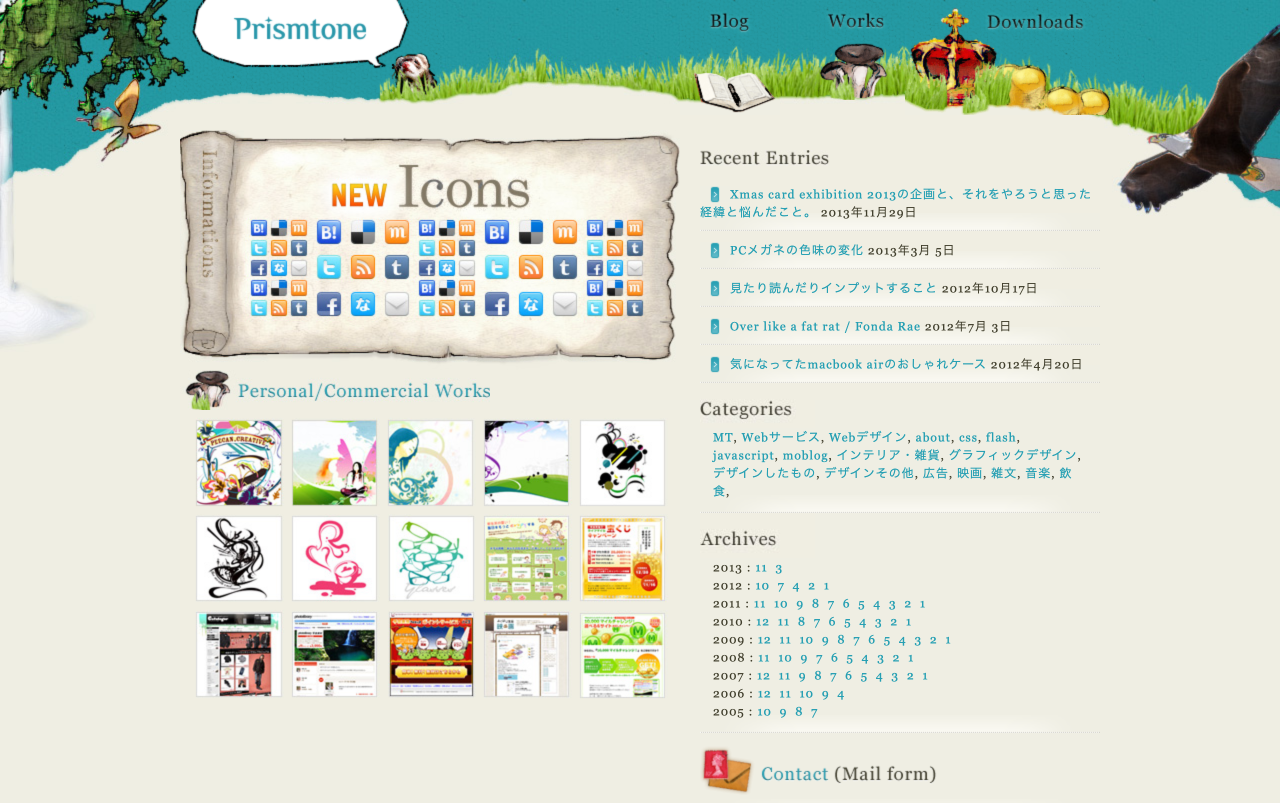 Prismtone
Blog
Works
Downloads
Informations
NEW Icons
Personal/Commercial Works
PEECAN.CREATIVE
glasses
Recent Entries
Xmas card exhibition 2013の企画と、それをやろうと思った
経緯と悩んだこと。 2013年11月29日
PCメガネの色味の変化 2013年3月 5日
見たり読んだりインプットすること 2012年10月17日
Over like a fat rat / Fonda Rae 2012年7月 3日
気になってたmacbook airのおしゃれケース 2012年4月20日
Categories
MT, Webサービス, Webデザイン, about, css, flash,
javascript, moblog, インテリア・雑貨, グラフィックデザイン,
デザインしたもの, デザインその他, 広告, 映画, 雑文, 音楽, 飲
食,
Archives
2013 : 11 3
2012 : 10 7 4 2 1
2011 : 11 10 9 8 7 6 5 4 3 2 1
2010 : 12 11 8 7 6 5 4 3 2 1
2009 : 12 11 10 9 8 7 6 5 4 3 2 1
2008 : 11 10 9 7 6 5 4 3 2 1
2007 : 12 11 9 8 7 6 5 4 3 2 1
2006 : 12 11 10 9 4
2005 : 10 9 8 7
Contact (Mail form)